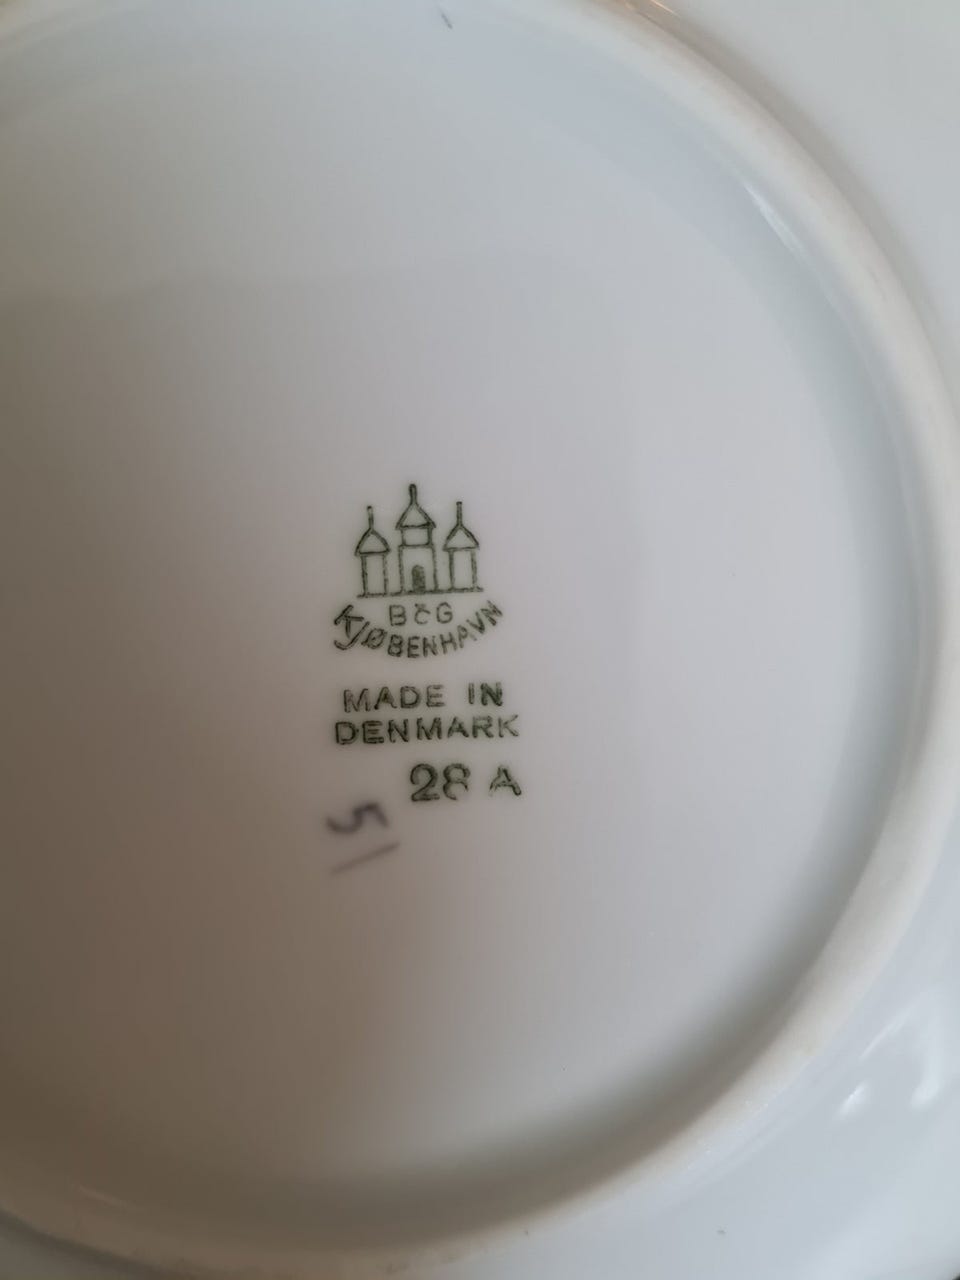 B&G
KJØBENHAVN
MADE IN
DENMARK
28 A
51